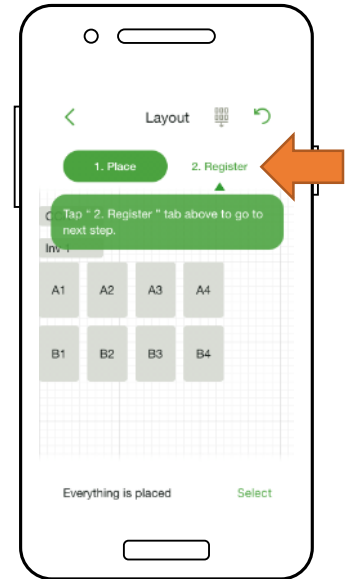 Layout
1. Place
2. Register
Tap “ 2. Register ” tab above to go to
next step.
A1 A2 A3 A4
B1 B2 B3 B4
Everything is placed
Select